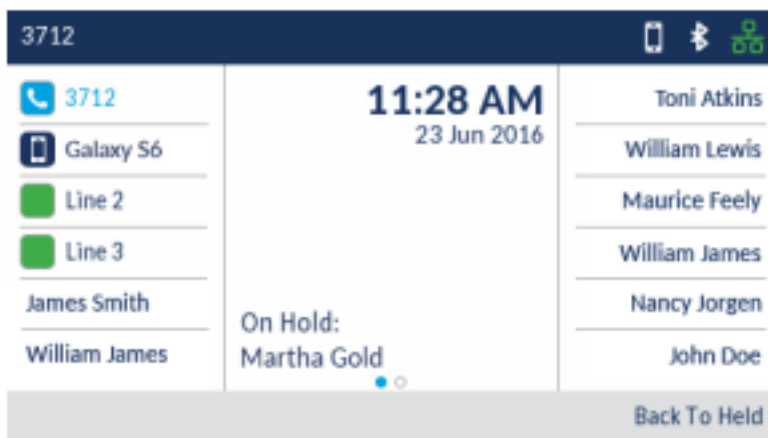 3712
3712
Galaxy S6
Line 2
Line 3
James Smith
William James
11:28 AM
23 Jun 2016
On Hold:
Martha Gold
Toni Atkins
William Lewis
Maurice Feely
William James
Nancy Jorgen
John Doe
Back To Held